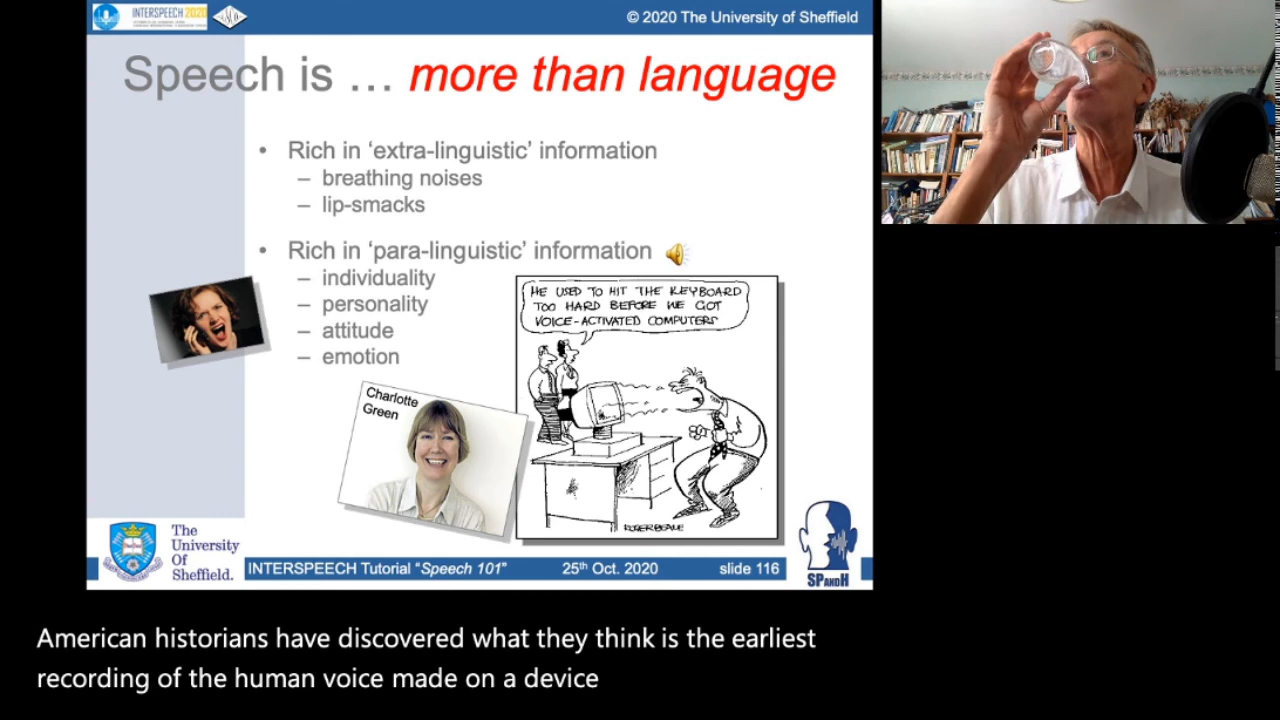 INTERSPEECH 2020
© 2020 The University of Sheffield
Speech is … more than language
• Rich in ‘extra-linguistic’ information
– breathing noises
– lip-smacks
• Rich in ‘para-linguistic’ information
– individuality
– personality
– attitude
– emotion
HE USED TO HIT THE KEYBOARD
TOO HARD BEFORE WE GOT
VOICE-ACTIVATED COMPUTERS
Charlotte
Green
ROGER BEALE
The
University
Of
Sheffield.
INTERSPEECH Tutorial “Speech 101” 25th Oct. 2020 slide 116
SPANDH
American historians have discovered what they think is the earliest
recording of the human voice made on a device